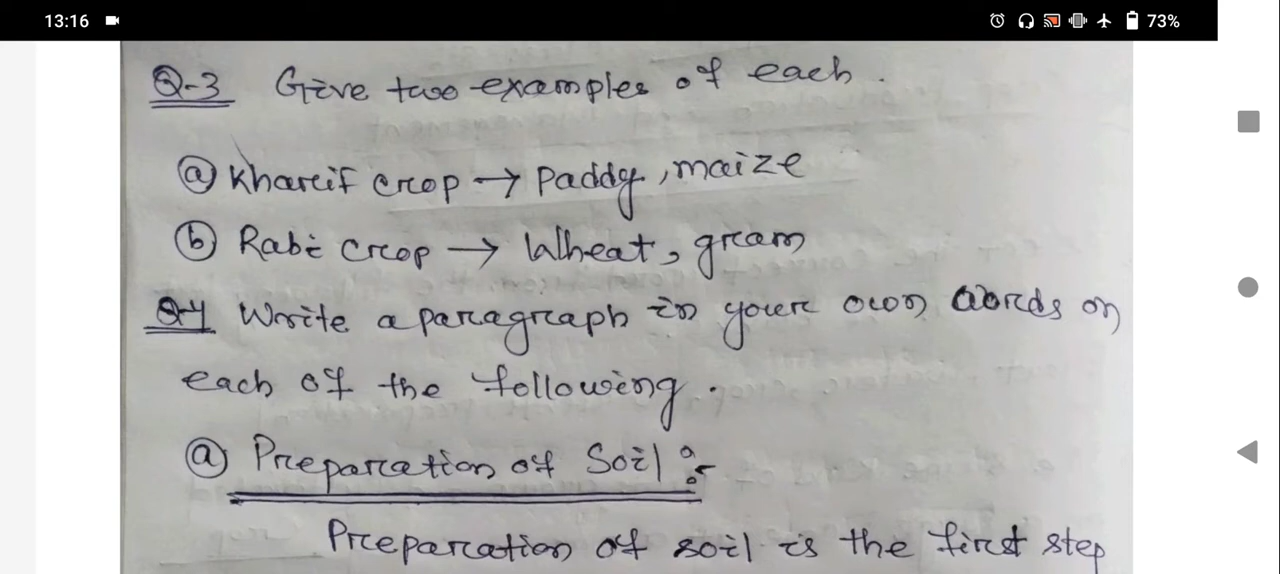 13:16
73%
Q-3 Give two examples of each.
(a) Kharif crop → Paddy, maize
(b) Rabi crop → Wheat, gram
Q-4 Write a paragraph in your own words on
each of the following.
(a) Preparation of Soil :-
Preparation of soil is the first step